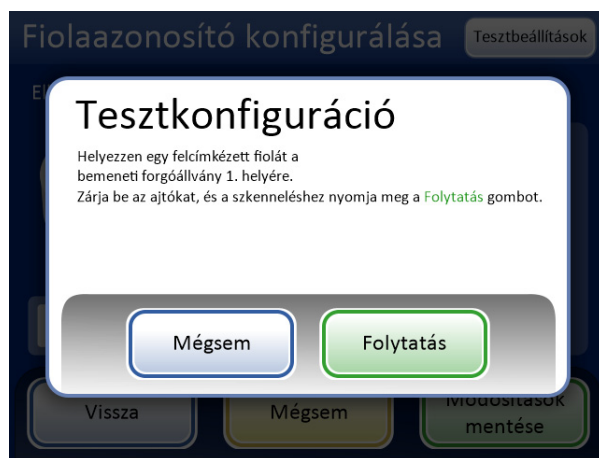 Fiolaazonosító konfigurálása
Tesztbeállítások
Tesztkonfiguráció
Helyezzen egy felcímkézett fiolát a
bemeneti forgóállvány 1. helyére.
Zárja be az ajtókat, és a szkenneléshez nyomja meg a Folytatás gombot.
Mégsem
Folytatás
Vissza
Mégsem
Módosítások
mentése